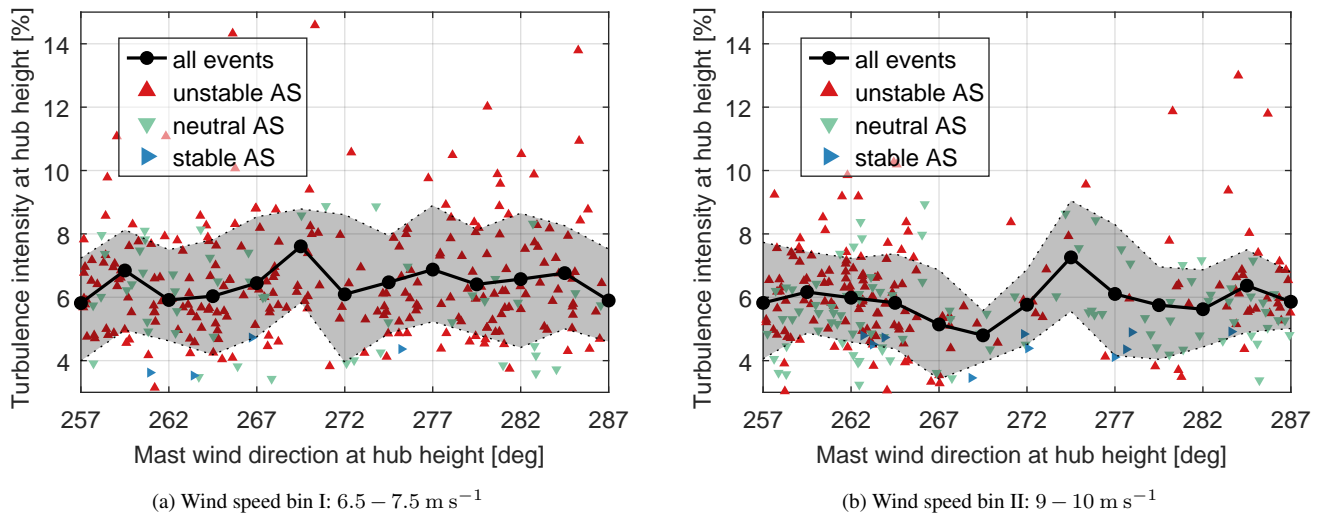 Turbulence intensity at hub height [%]
14
12
10
8
6
4
all events
unstable AS
neutral AS
stable AS
257 262 267 272 277 282 287
Mast wind direction at hub height [deg]
(a) Wind speed bin I: 6.5 − 7.5 m s⁻¹
Turbulence intensity at hub height [%]
14
12
10
8
6
4
all events
unstable AS
neutral AS
stable AS
257 262 267 272 277 282 287
Mast wind direction at hub height [deg]
(b) Wind speed bin II: 9 − 10 m s⁻¹